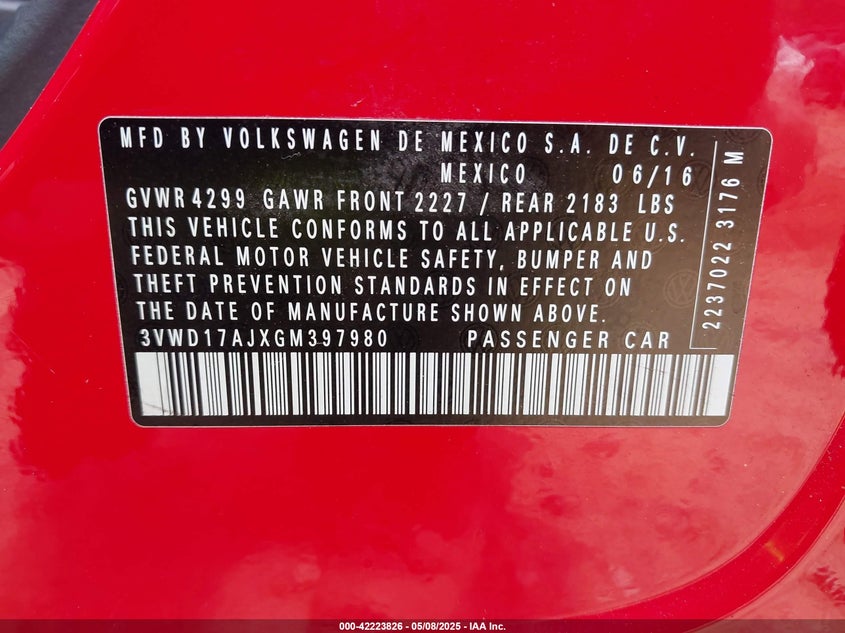 MFD BY VOLKSWAGEN DE MEXICO S.A. DE C.V.
MEXICO 06/16
GVWR 4299 GAWR FRONT 2227 / REAR 2183 LBS
THIS VEHICLE CONFORMS TO ALL APPLICABLE U.S.
FEDERAL MOTOR VEHICLE SAFETY, BUMPER AND
THEFT PREVENTION STANDARDS IN EFFECT ON
THE DATE OF MANUFACTURE SHOWN ABOVE.
3VWD17AJXGM397980 PASSENGER CAR
2237022 3176 M
000-42223826 - 05/08/2025 - IAA Inc.